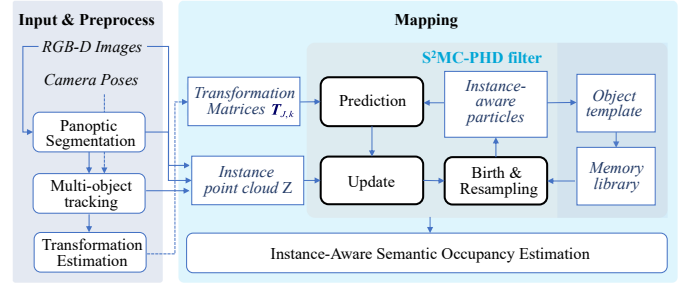 Input & Preprocess
RGB-D Images
Camera Poses
Panoptic
Segmentation
Multi-object
tracking
Transformation
Estimation
Mapping
S²MC-PHD filter
Transformation
Matrices T_{J,k}
Prediction
Instance-
aware
particles
Object
template
Instance
point cloud Z
Update
Birth &
Resampling
Memory
library
Instance-Aware Semantic Occupancy Estimation